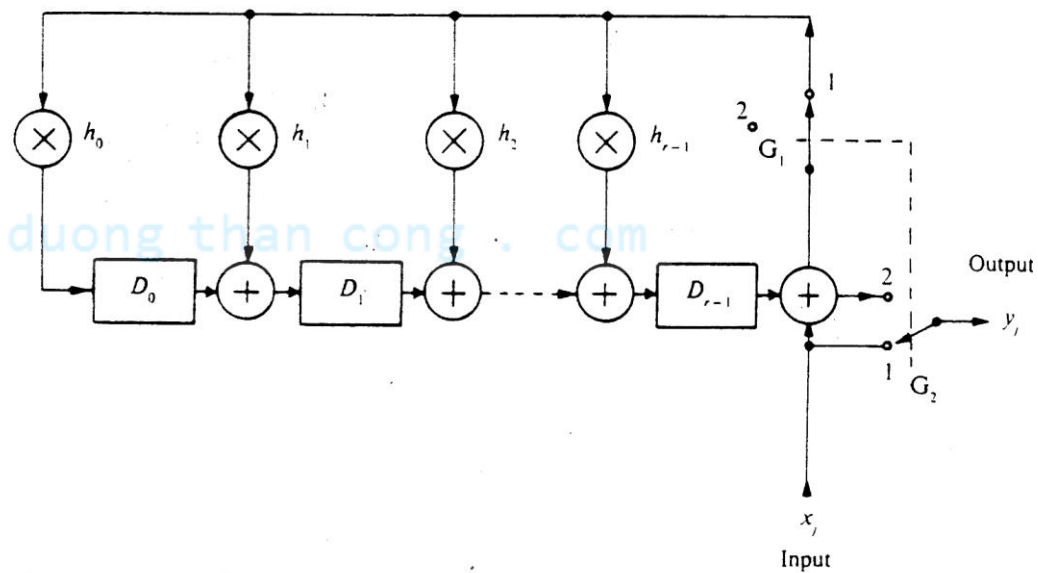 1
2
G₁
h₀ h₁ h₂ hᵣ₋₁
duong than cong . com
Output
D₀ D₁ Dᵣ₋₁
2
yⱼ
1
G₂
xⱼ
Input